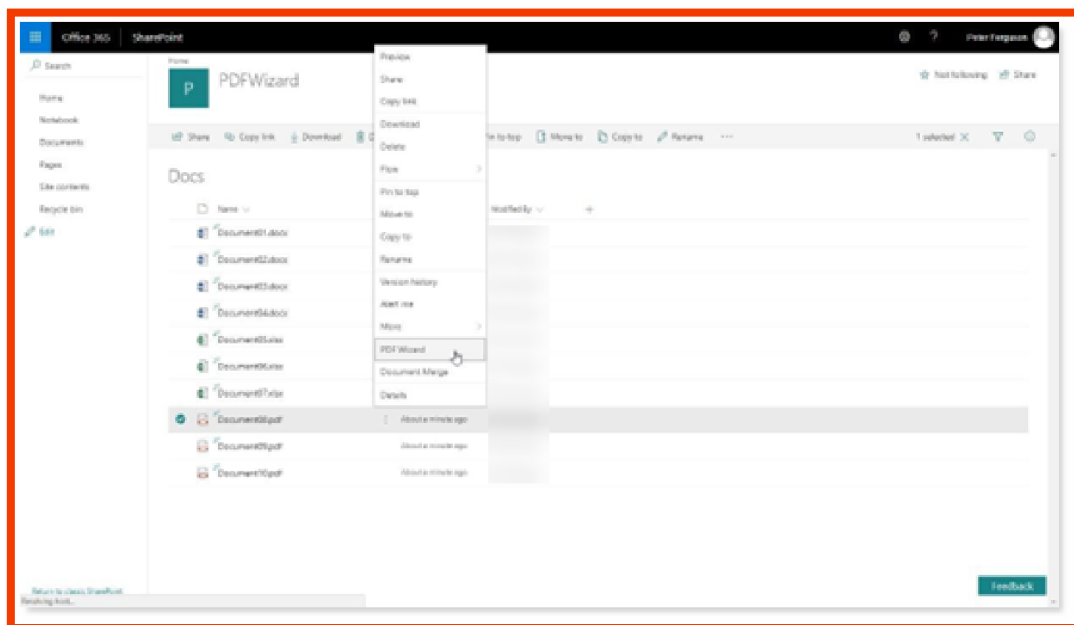 Office 365 SharePoint ? Peter Ferguson
Search
Home
Notebook
Documents
Pages
Site contents
Recycle bin
Edit
Home
P PDFWizard
Not following Share
Share Copy link Download Pin to top Move to Copy to Rename ... 1 selected
Docs
Name Modified By +
Document01.docx
Document02.docx
Document03.docx
Document04.docx
Document05.xlsx
Document06.xlsx
Document07.xlsx
Document08.pdf About a minute ago
Document09.pdf About a minute ago
Document10.pdf About a minute ago
Preview
Share
Copy link
Download
Delete
Flow
Pin to top
Move to
Copy to
Rename
Version history
Alert me
More
PDF Wizard
Document Merge
Details
Return to classic SharePoint
Resolving host...
Feedback